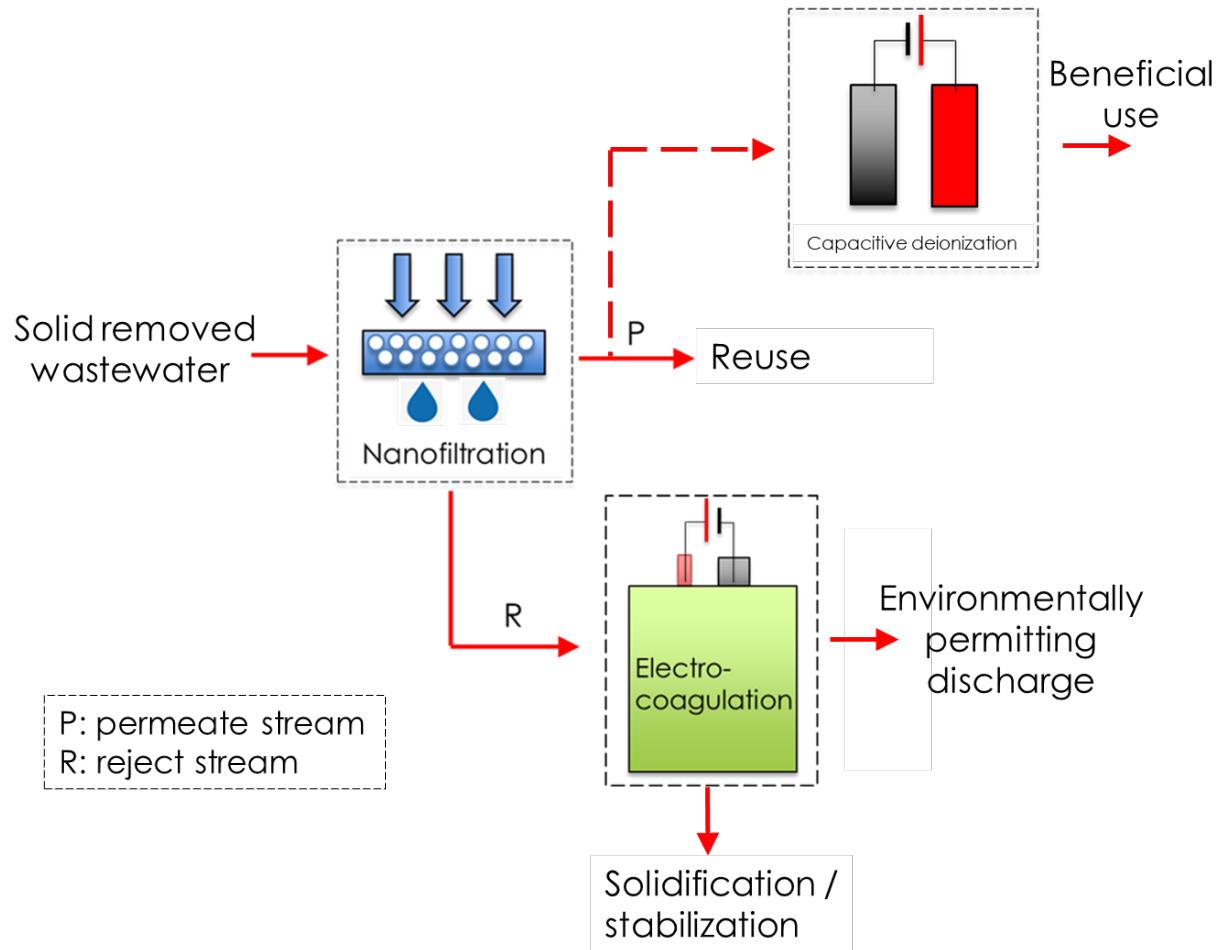 Beneficial
use
Capacitive deionization
Solid removed
wastewater
P
Reuse
Nanofiltration
R
Electro-
coagulation
Environmentally
permitting
discharge
P: permeate stream
R: reject stream
Solidification /
stabilization